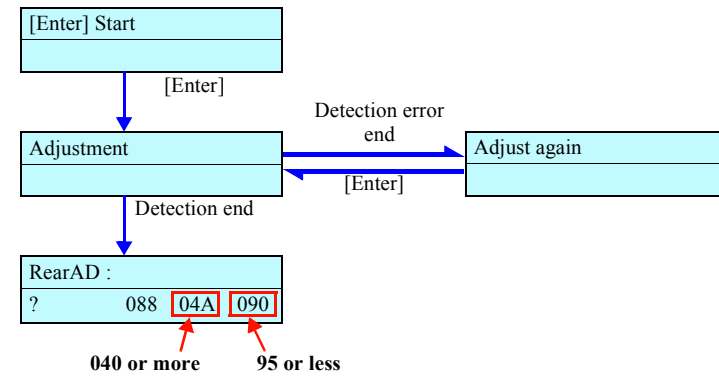 [Enter] Start
[Enter]
Detection error
end
Adjustment
Adjust again
[Enter]
Detection end
RearAD :
? 088 04A 090
040 or more 95 or less